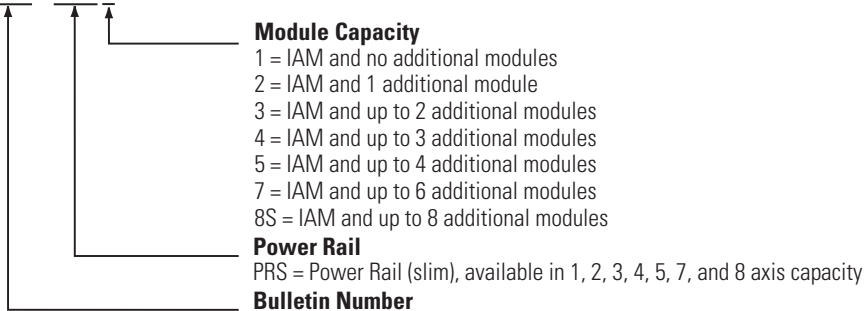 Module Capacity
1 = IAM and no additional modules
2 = IAM and 1 additional module
3 = IAM and up to 2 additional modules
4 = IAM and up to 3 additional modules
5 = IAM and up to 4 additional modules
7 = IAM and up to 6 additional modules
8S = IAM and up to 8 additional modules
Power Rail
PRS = Power Rail (slim), available in 1, 2, 3, 4, 5, 7, and 8 axis capacity
Bulletin Number